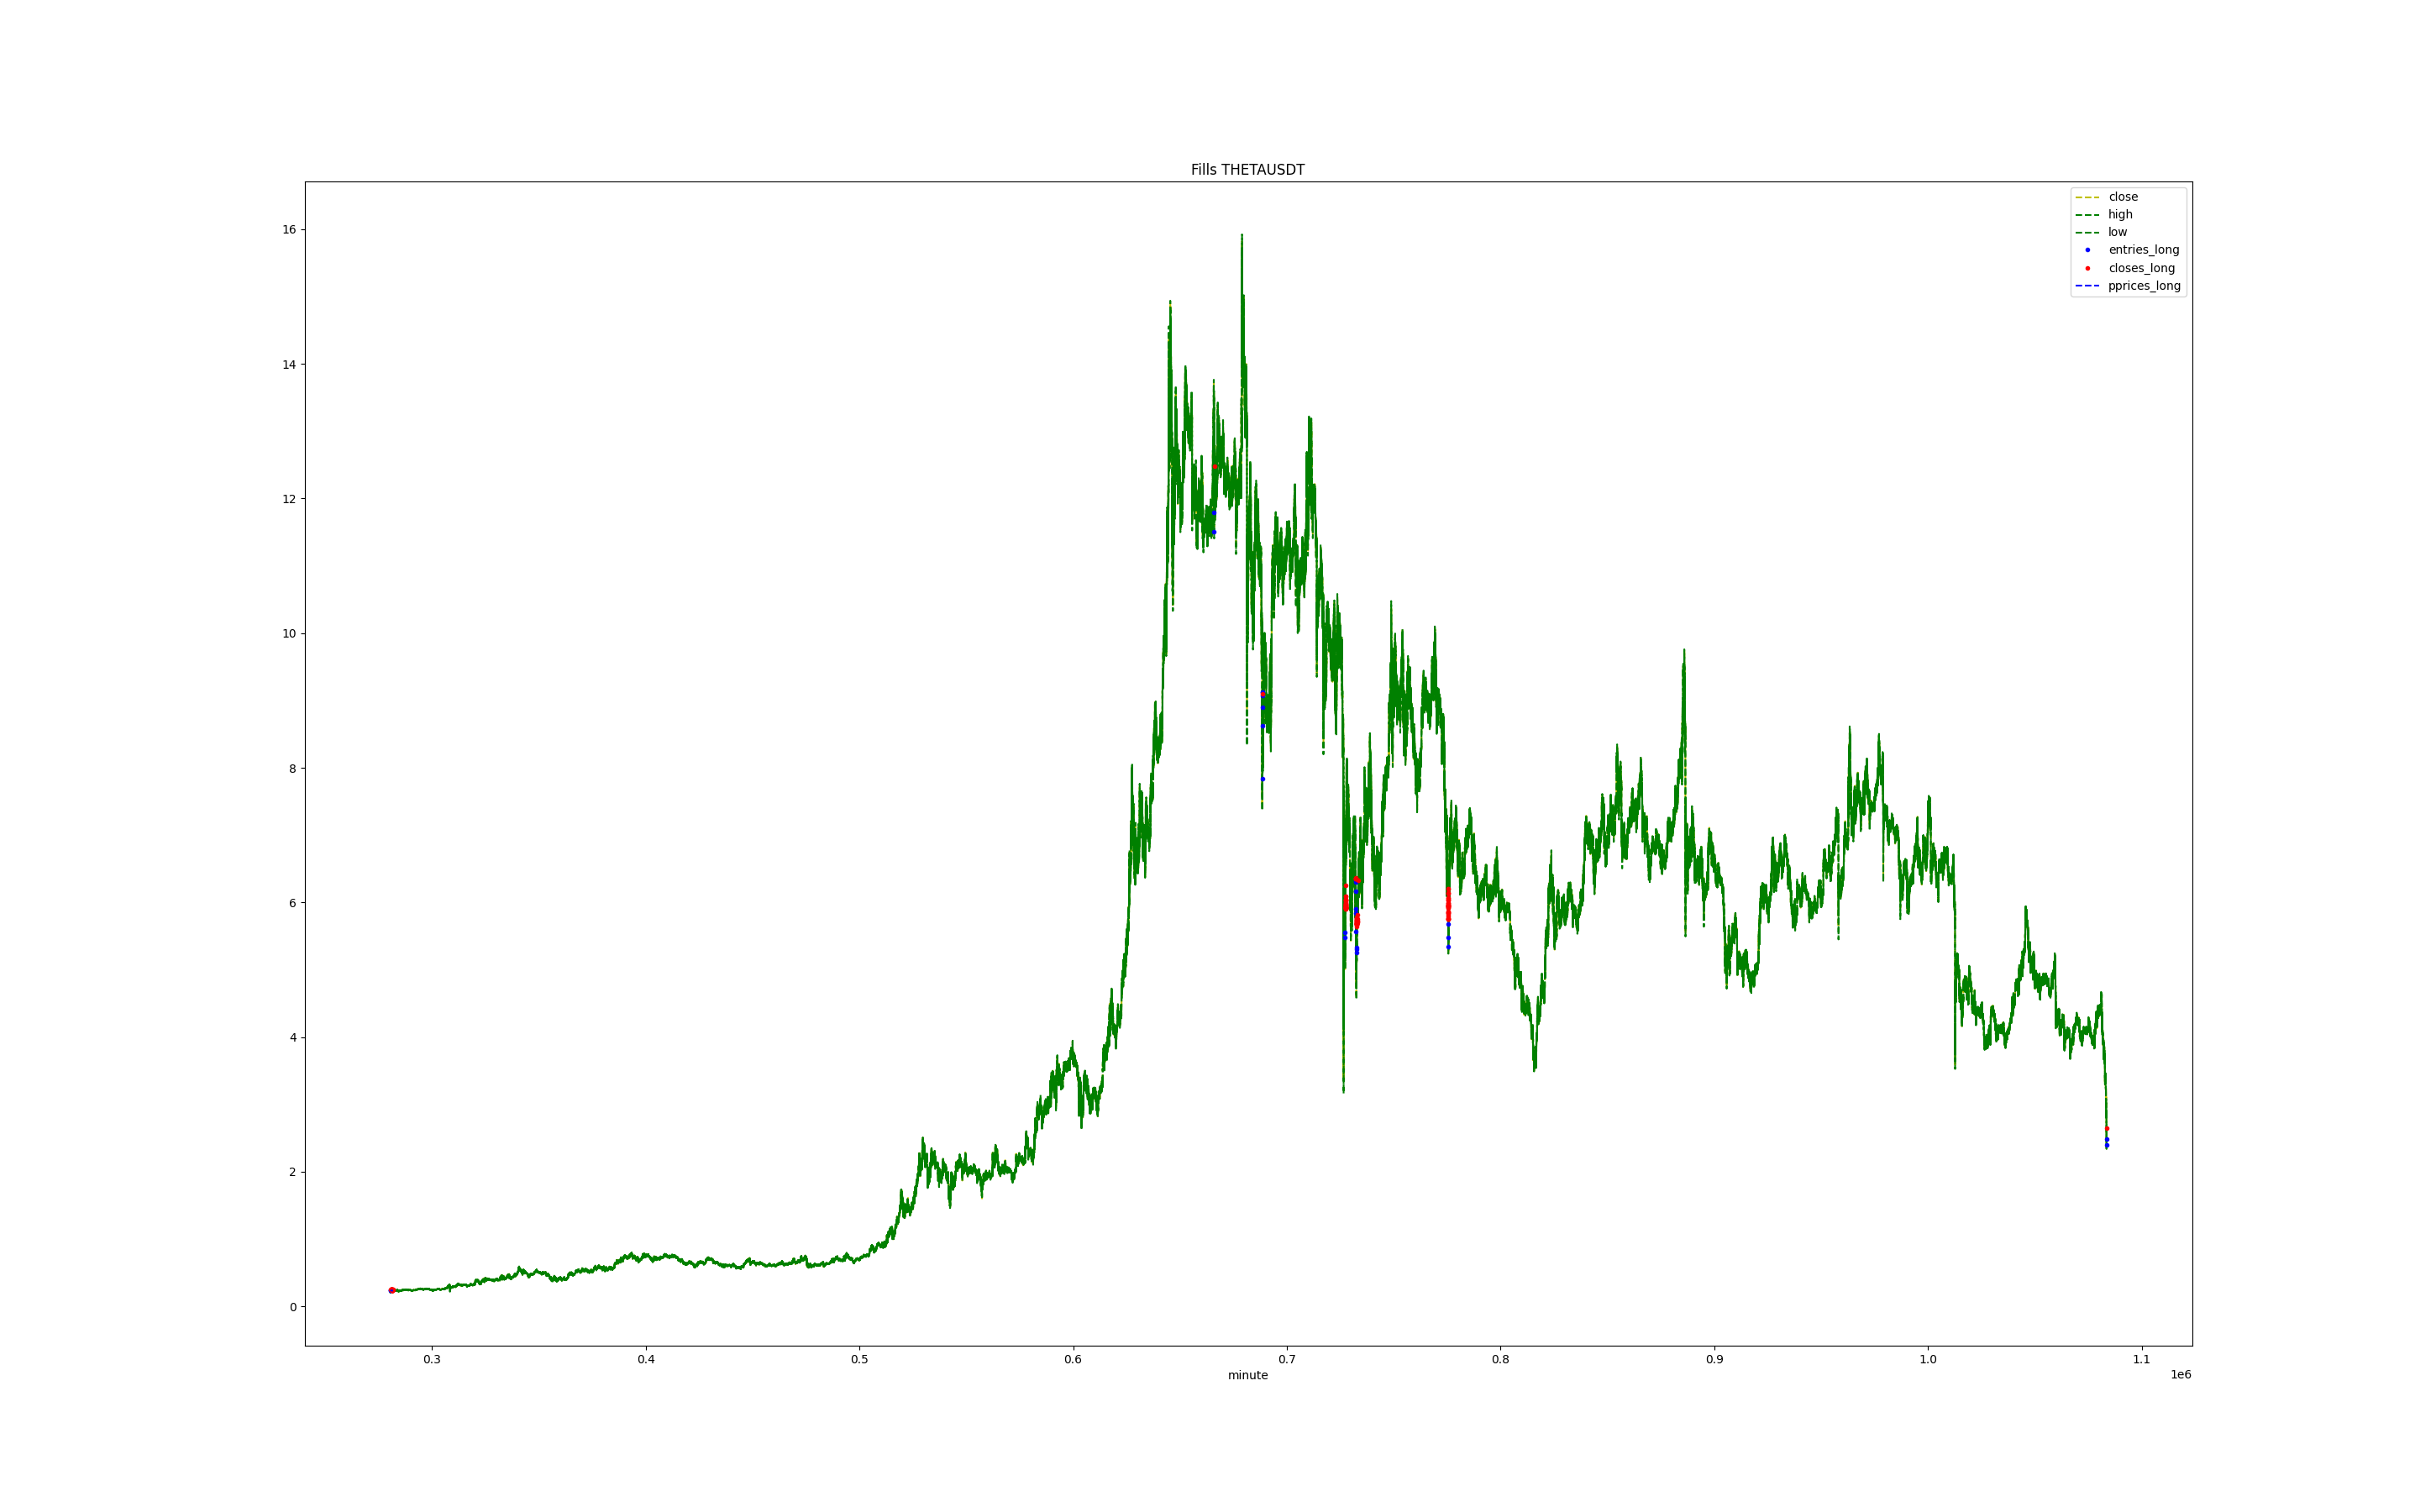 Fills THETAUSDT
close
high
low
entries_long
closes_long
pprices_long
16
14
12
10
8
6
4
2
0
0.3 0.4 0.5 0.6 0.7 0.8 0.9 1.0 1.1
minute
1e6